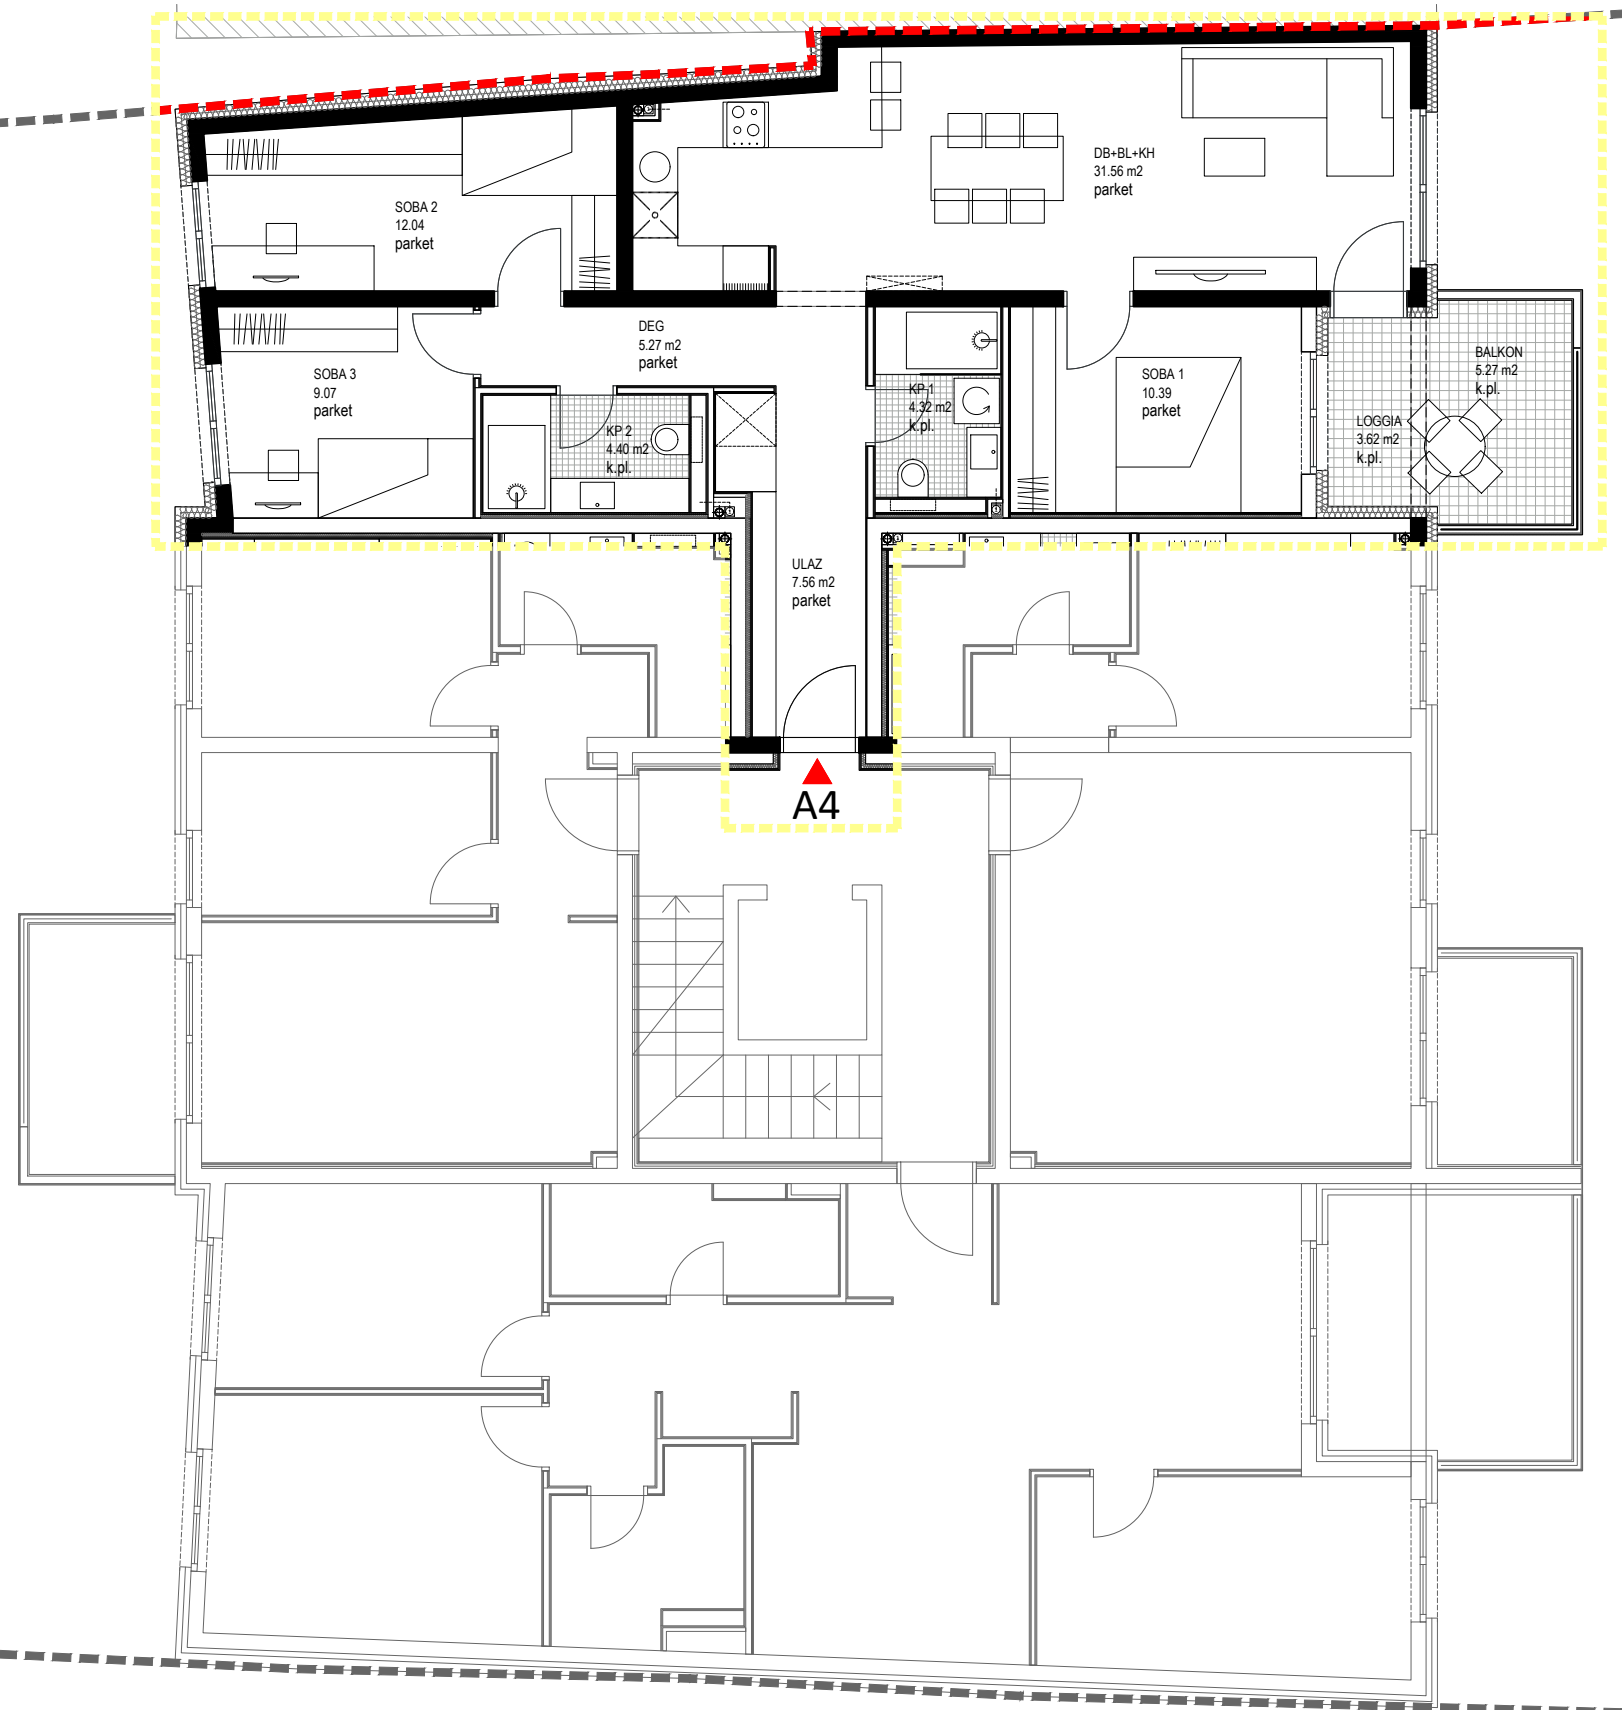 DB+BL+KH
31.56 m2
parket
SOBA 2
12.04
parket
DEG
5.27 m2
parket
SOBA 3
9.07
parket
KP 1
4.32 m2
k.pl.
SOBA 1
10.39
parket
BALKON
5.27 m2
k.pl.
LOGGIA
3.62 m2
k.pl.
KP 2
4.40 m2
k.pl.
ULAZ
7.56 m2
parket
A4